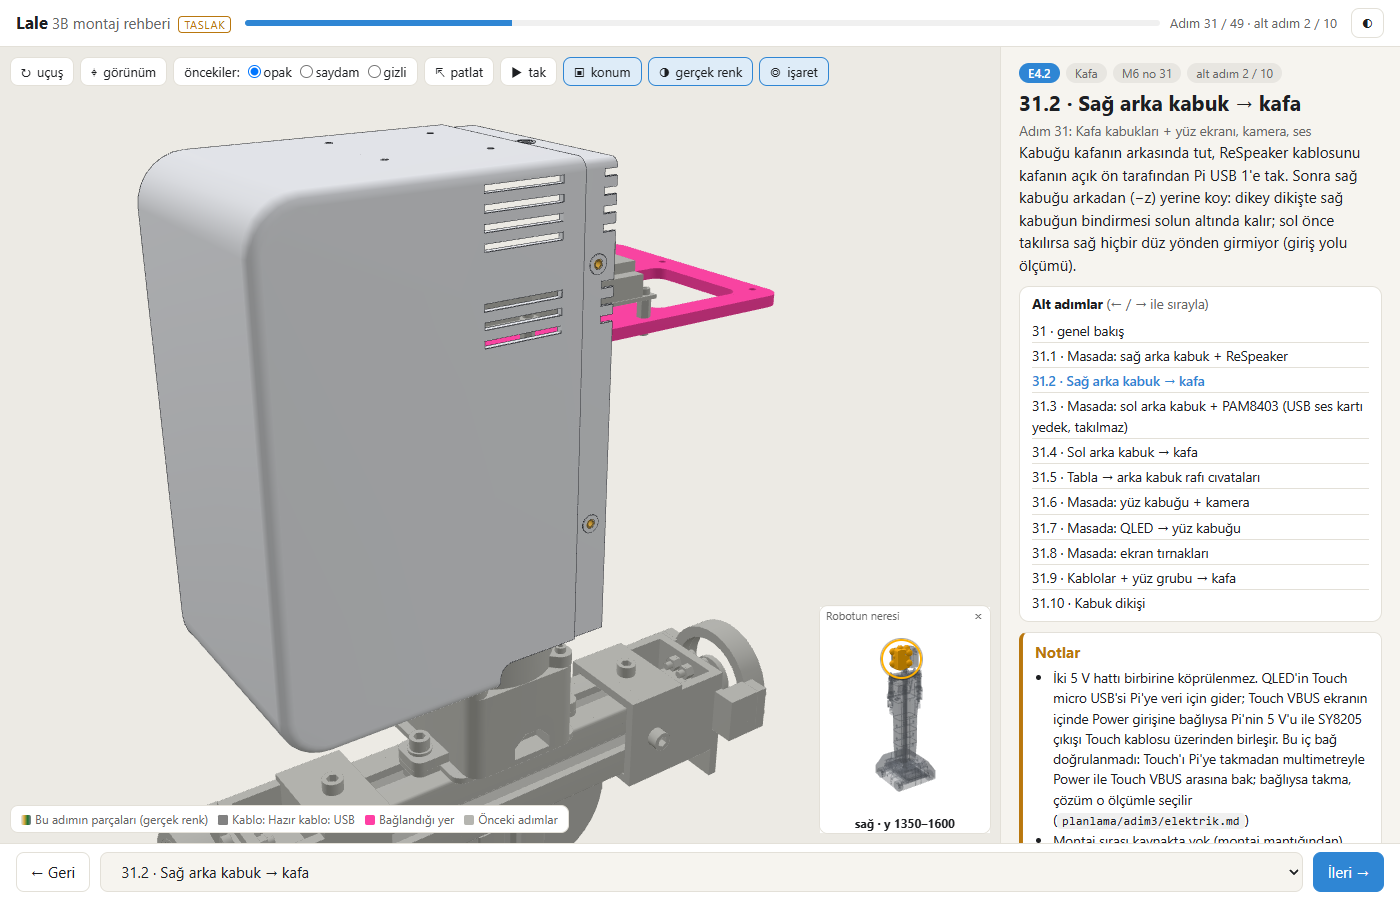 Lale 3B montaj rehberi TASLAK
Adım 31 / 49 · alt adım 2 / 10
↻ uçuş
⌖ görünüm
öncekiler: opak saydam gizli
⇱ patlat
▶ tak
▣ konum
◑ gerçek renk
◎ işaret
E4.2 Kafa M6 no 31 alt adım 2 / 10
31.2 · Sağ arka kabuk → kafa
Adım 31: Kafa kabukları + yüz ekranı, kamera, ses
Kabuğu kafanın arkasında tut, ReSpeaker kablosunu
kafanın açık ön tarafından Pi USB 1'e tak. Sonra sağ
kabuğu arkadan (−z) yerine koy: dikey dikişte sağ
kabuğun bindirmesi solun altında kalır; sol önce
takılırsa sağ hiçbir düz yönden girmiyor (giriş yolu
ölçümü).
Alt adımlar (← / → ile sırayla)
31 · genel bakış
31.1 · Masada: sağ arka kabuk + ReSpeaker
31.2 · Sağ arka kabuk → kafa
31.3 · Masada: sol arka kabuk + PAM8403 (USB ses kartı
yedek, takılmaz)
31.4 · Sol arka kabuk → kafa
31.5 · Tabla → arka kabuk rafı cıvataları
31.6 · Masada: yüz kabuğu + kamera
31.7 · Masada: QLED → yüz kabuğu
31.8 · Masada: ekran tırnakları
31.9 · Kablolar + yüz grubu → kafa
31.10 · Kabuk dikişi
Notlar
• İki 5 V hattı birbirine köprülenmez. QLED'in Touch
micro USB'si Pi'ye veri için gider; Touch VBUS ekranın
içinde Power girişine bağlıysa Pi'nin 5 V'u ile SY8205
çıkışı Touch kablosu üzerinden birleşir. Bu iç bağ
doğrulanmadı: Touch'ı Pi'ye takmadan multimetreyle
Power ile Touch VBUS arasına bak; bağlıysa takma,
çözüm o ölçümle seçilir
( planlama/adim3/elektrik.md )
• Montaj sırası kaynakta yok (montaj mantığından)
Robotun neresi ×
sağ · y 1350–1600
Bu adımın parçaları (gerçek renk) Kablo: Hazır kablo: USB Bağlandığı yer Önceki adımlar
← Geri
31.2 · Sağ arka kabuk → kafa
İleri →